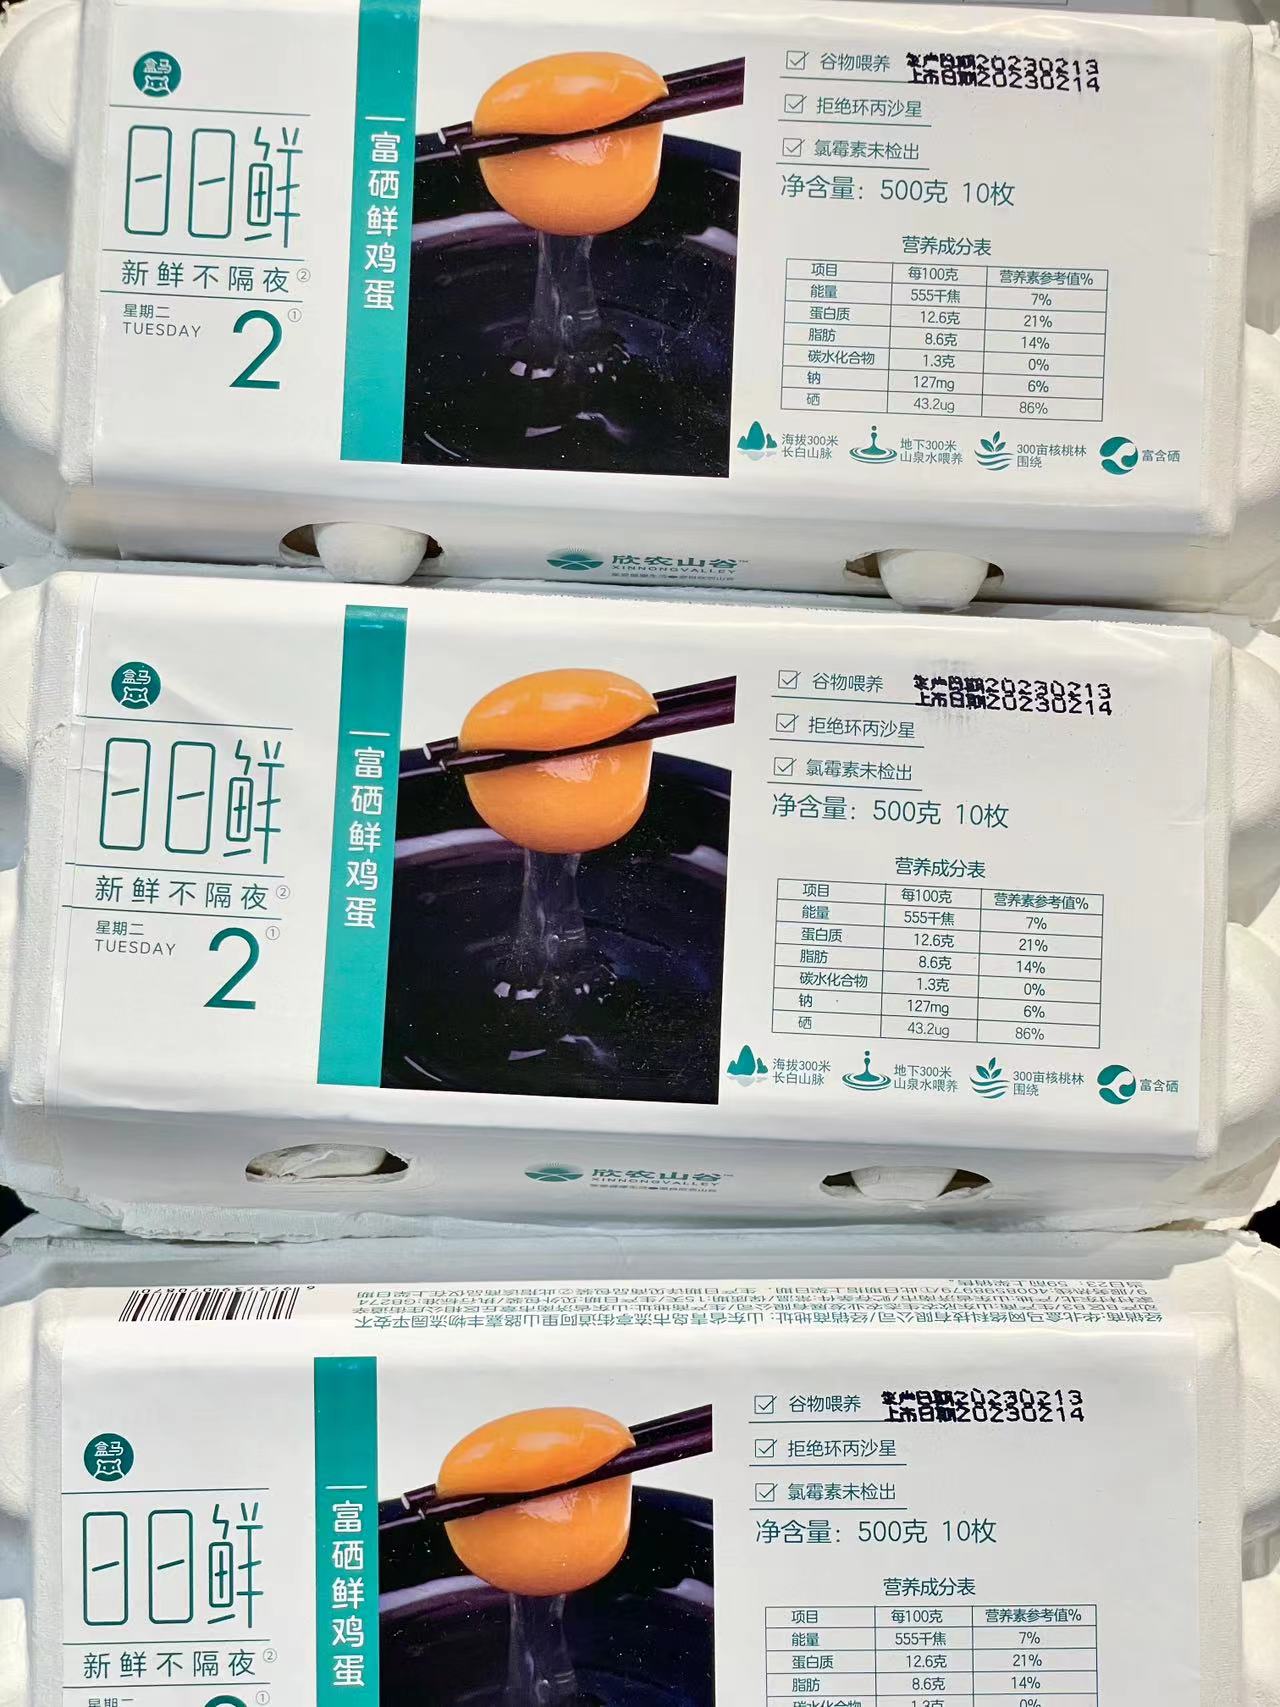 盒马
日日鲜
新鲜不隔夜②
星期二
TUESDAY
2①
富硒鲜鸡蛋
谷物喂养
生产日期20230213
上市日期20230214
拒绝环丙沙星
氯霉素未检出
净含量：500克 10枚
营养成分表
项目 每100克 营养素参考值%
能量 555千焦 7%
蛋白质 12.6克 21%
脂肪 8.6克 14%
碳水化合物 1.3克 0%
钠 127mg 6%
硒 43.2ug 86%
海拔300米
长白山脉
地下300米
山泉水喂养
300亩核桃林
围绕
富含硒
欣农山谷
XINNONGVALLEY
盒马
日日鲜
新鲜不隔夜②
星期二
TUESDAY
2①
富硒鲜鸡蛋
谷物喂养
生产日期20230213
上市日期20230214
拒绝环丙沙星
氯霉素未检出
净含量：500克 10枚
营养成分表
项目 每100克 营养素参考值%
能量 555千焦 7%
蛋白质 12.6克 21%
脂肪 8.6克 14%
碳水化合物 1.3克 0%
钠 127mg 6%
硒 43.2ug 86%
海拔300米
长白山脉
地下300米
山泉水喂养
300亩核桃林
围绕
富含硒
欣农山谷
XINNONGVALLEY
盒马
日日鲜
新鲜不隔夜②
星期二
①
富硒鲜鸡蛋
谷物喂养
生产日期20230213
上市日期20230214
拒绝环丙沙星
氯霉素未检出
净含量：500克 10枚
营养成分表
项目 每100克 营养素参考值%
能量 555千焦 7%
蛋白质 12.6克 21%
脂肪 8.6克 14%
碳水化合物 1.3克 0%